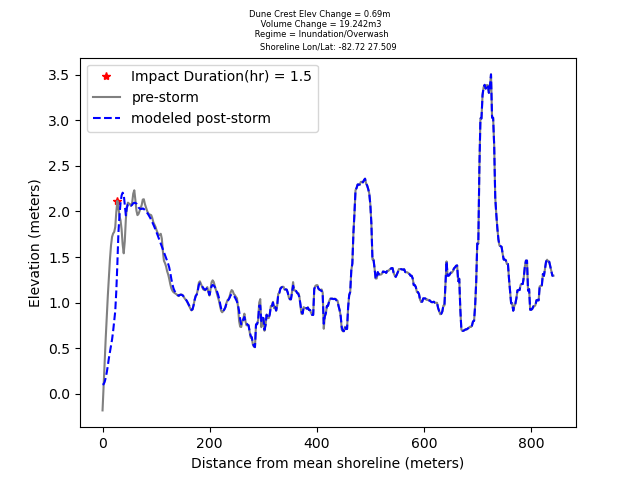 Dune Crest Elev Change = 0.69m
Volume Change = 19.242m3
Regime = Inundation/Overwash
Shoreline Lon/Lat: -82.72 27.509
Impact Duration(hr) = 1.5
pre-storm
modeled post-storm
3.5
3.0
2.5
2.0
1.5
1.0
0.5
0.0
Elevation (meters)
0 200 400 600 800
Distance from mean shoreline (meters)